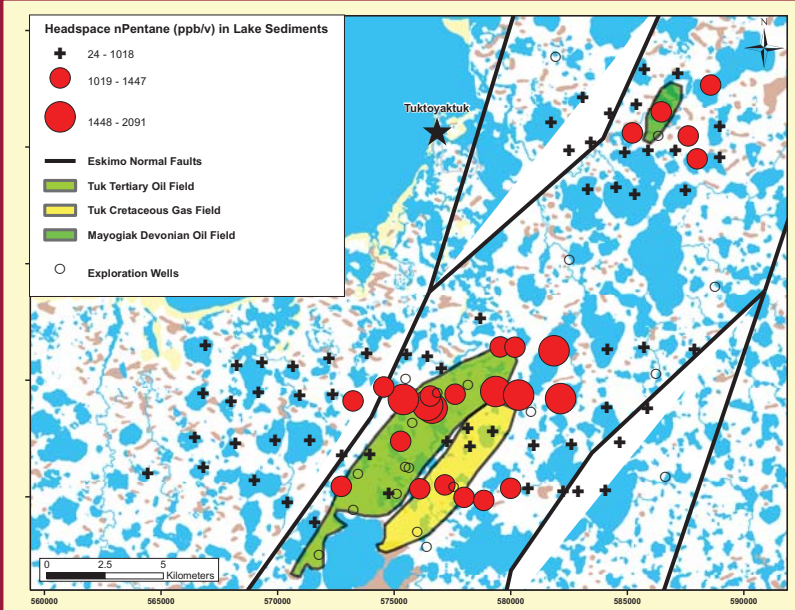 Headspace nPentane (ppb/v) in Lake Sediments
24 - 1018
1019 - 1447
1448 - 2091
Eskimo Normal Faults
Tuk Tertiary Oil Field
Tuk Cretaceous Gas Field
Mayogiak Devonian Oil Field
Exploration Wells
N
Tuktoyaktuk
0 2.5 5
Kilometers
560000 565000 570000 575000 580000 585000 590000